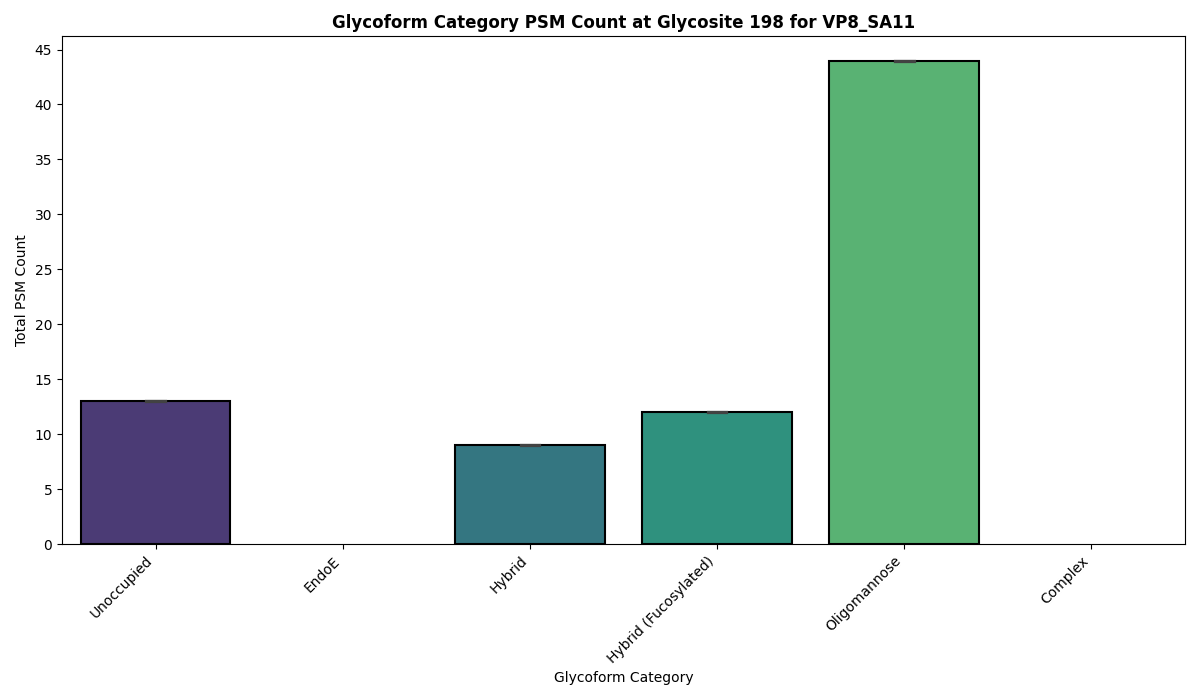 Glycoform Category PSM Count at Glycosite 198 for VP8_SA11
Total PSM Count
45
40
35
30
25
20
15
10
5
0
Unoccupied
EndoE
Hybrid
Hybrid (Fucosylated)
Oligomannose
Complex
Glycoform Category